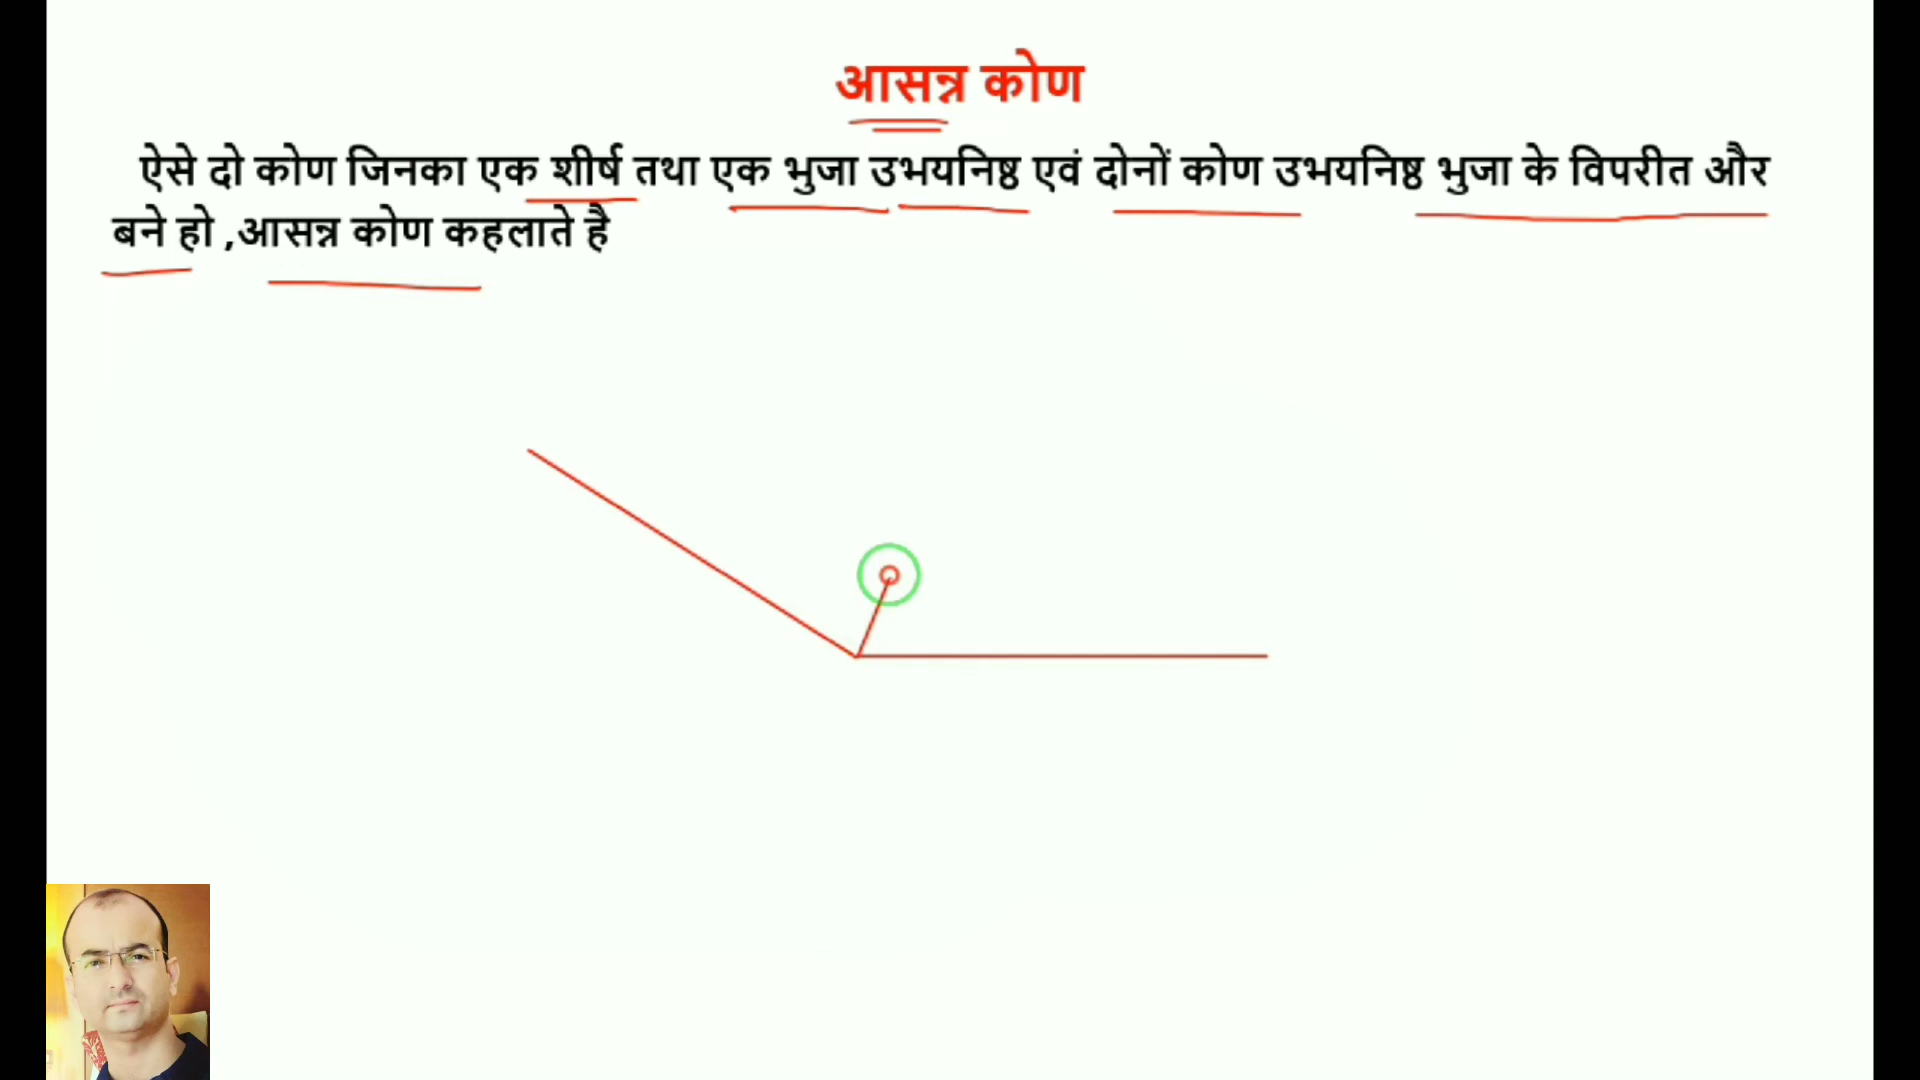 आसन्न कोण
ऐसे दो कोण जिनका एक शीर्ष तथा एक भुजा उभयनिष्ठ एवं दोनों कोण उभयनिष्ठ भुजा के विपरीत और
बने हो ,आसन्न कोण कहलाते है